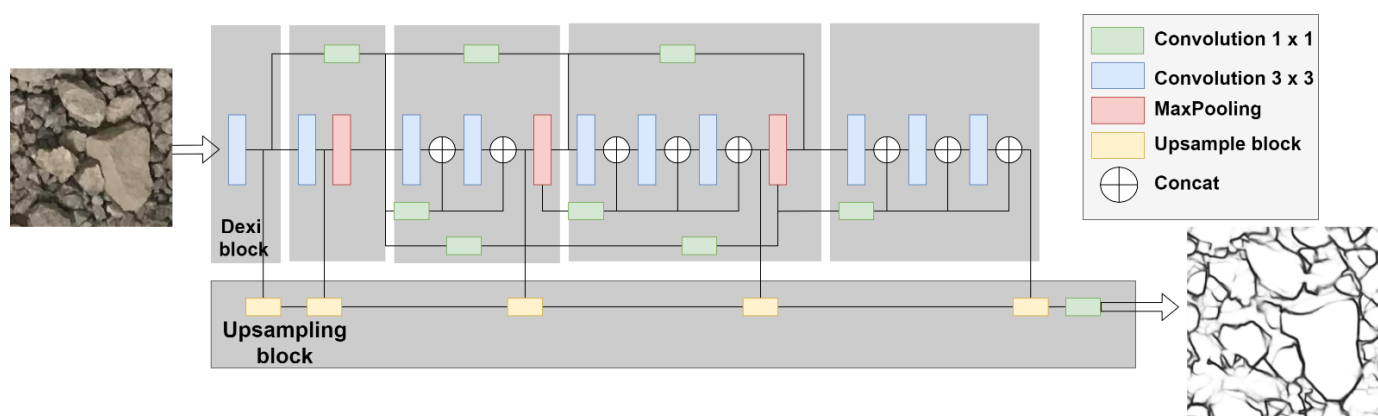 Convolution 1 x 1
Convolution 3 x 3
MaxPooling
Upsample block
Concat
Dexi
block
Upsampling
block